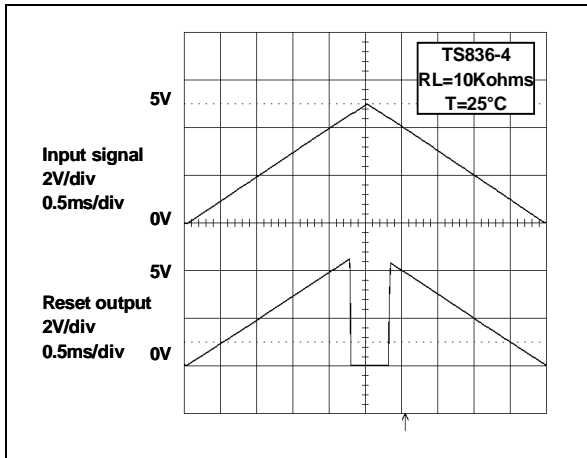 TS836-4
RL=10Kohms
T=25°C
5V
Input signal
2V/div
0.5ms/div
0V
5V
Reset output
2V/div
0.5ms/div
0V